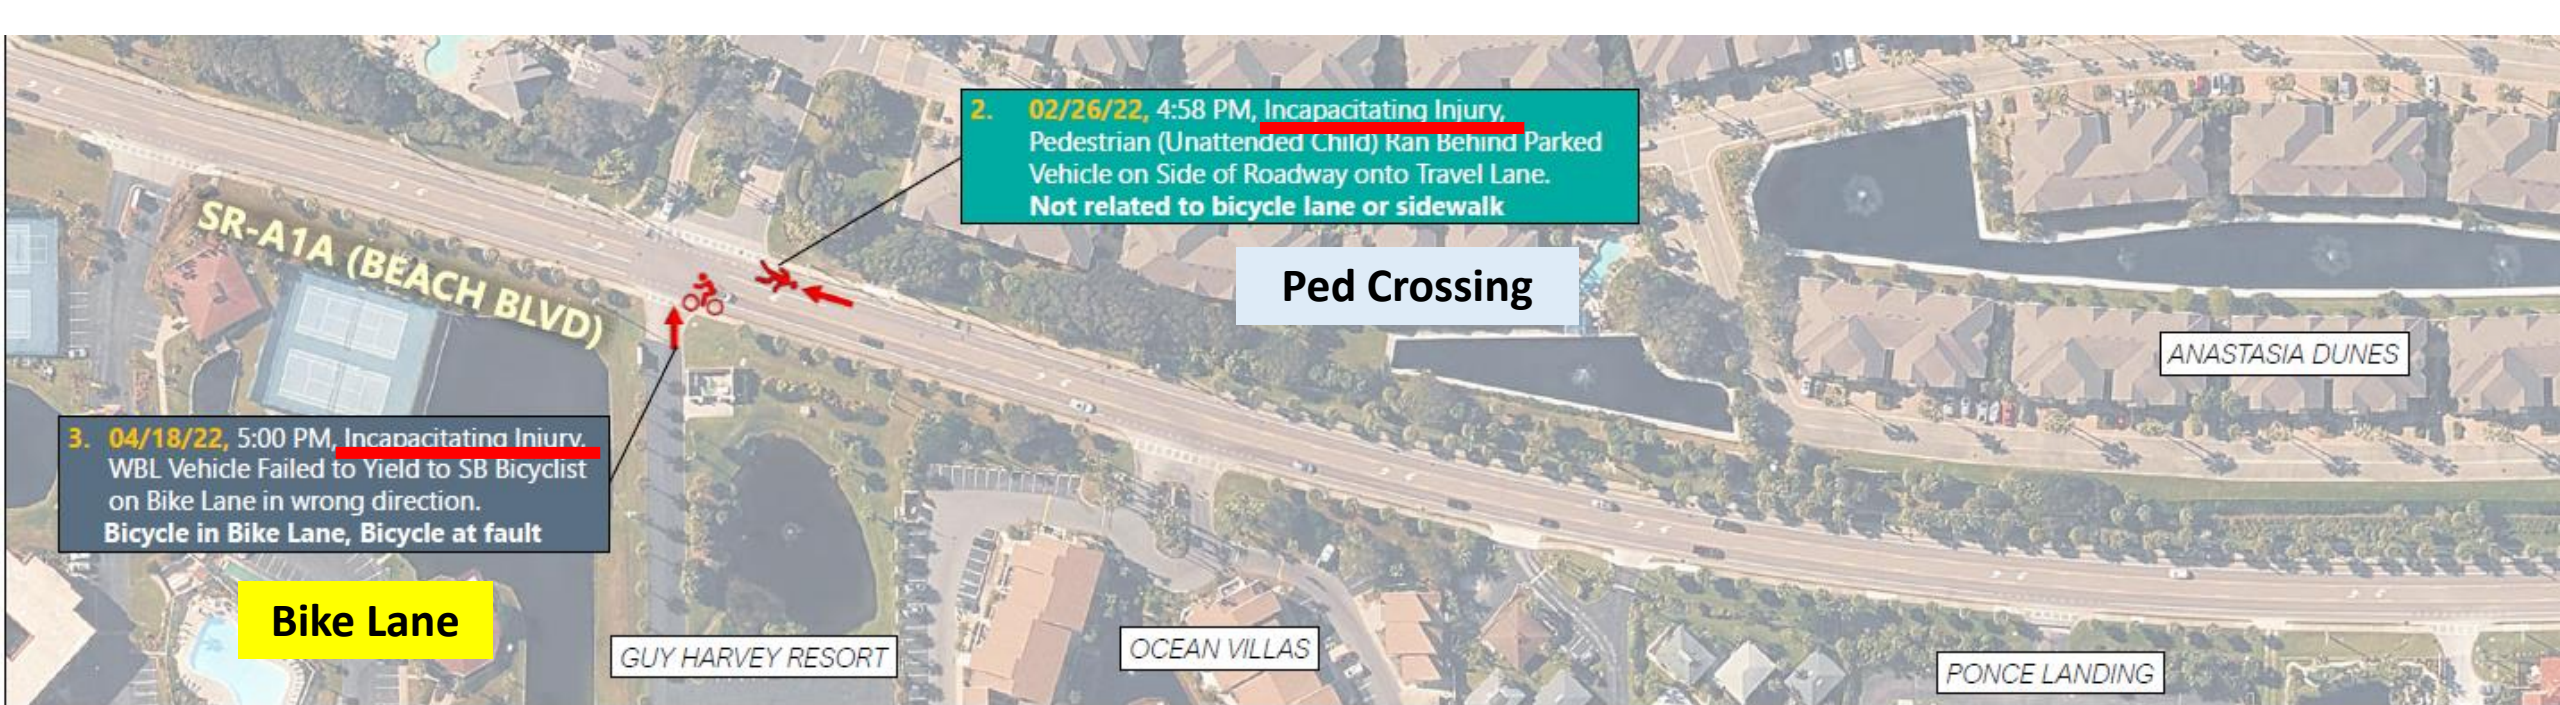 2. 02/26/22, 4:58 PM, Incapacitating Injury,
Pedestrian (Unattended Child) Ran Behind Parked
Vehicle on Side of Roadway onto Travel Lane.
Not related to bicycle lane or sidewalk
SR-A1A (BEACH BLVD)
Ped Crossing
ANASTASIA DUNES
3. 04/18/22, 5:00 PM, Incapacitating Injury,
WBL Vehicle Failed to Yield to SB Bicyclist
on Bike Lane in wrong direction.
Bicycle in Bike Lane, Bicycle at fault
Bike Lane
GUY HARVEY RESORT
OCEAN VILLAS
PONCE LANDING